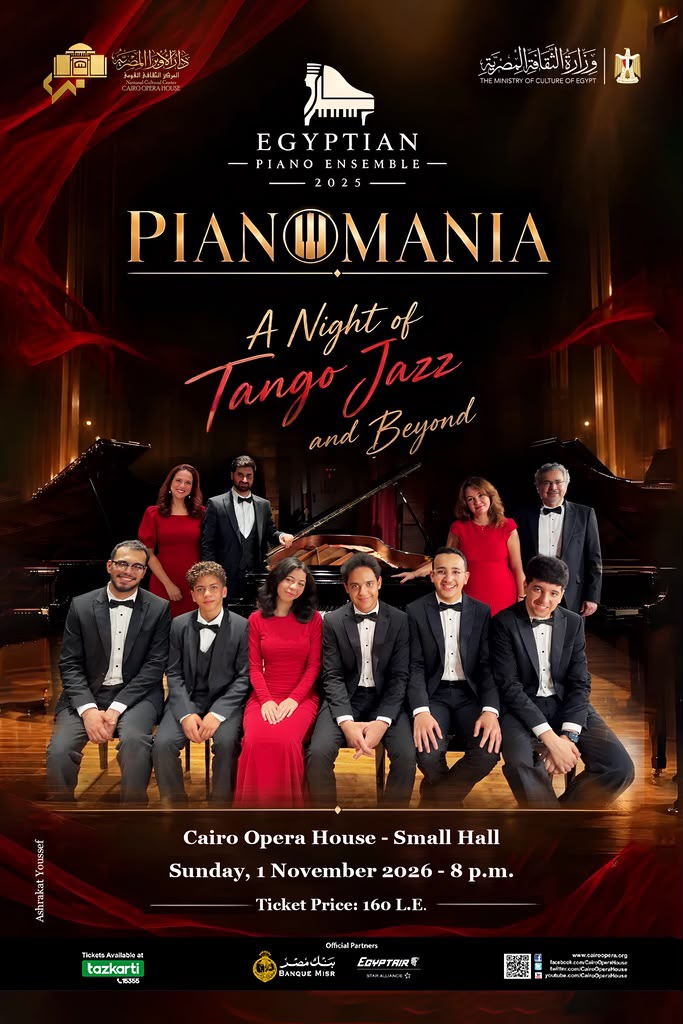 دار الأوبرا المصرية
المركز الثقافي القومي
National Cultural Center
CAIRO OPERA HOUSE
وزارة الثقافة المصرية
THE MINISTRY OF CULTURE OF EGYPT
EGYPTIAN
PIANO ENSEMBLE
2025
PIANOMANIA
A Night of
Tango Jazz
and Beyond
Cairo Opera House - Small Hall
Sunday, 1 November 2026 - 8 p.m.
Ticket Price: 160 L.E.
Ashrakat Youssef
Tickets Available at
tazkarti
15355
Official Partners
بنك مصر
BANQUE MISR
EGYPTAIR
STAR ALLIANCE
www.cairoopera.org
facebook.com/CairoOperaHouse
twitter.com/CairoOperaHouse
youtube.com/CairoOperaHouse